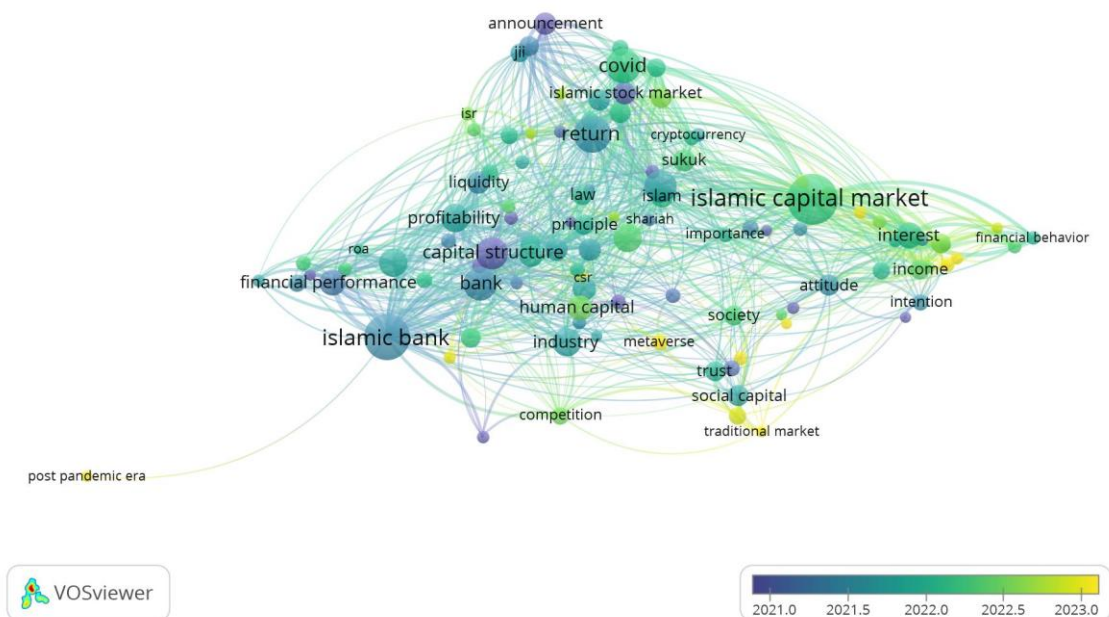 announcement
jii
covid
islamic stock market
isr
return
cryptocurrency
sukuk
liquidity
law
islam
islamic capital market
profitability
principle
shariah
importance
interest
financial behavior
roa
capital structure
financial performance
bank
csr
income
attitude
human capital
intention
society
islamic bank
industry
metaverse
trust
social capital
competition
traditional market
post pandemic era
VOSviewer
2021.0 2021.5 2022.0 2022.5 2023.0